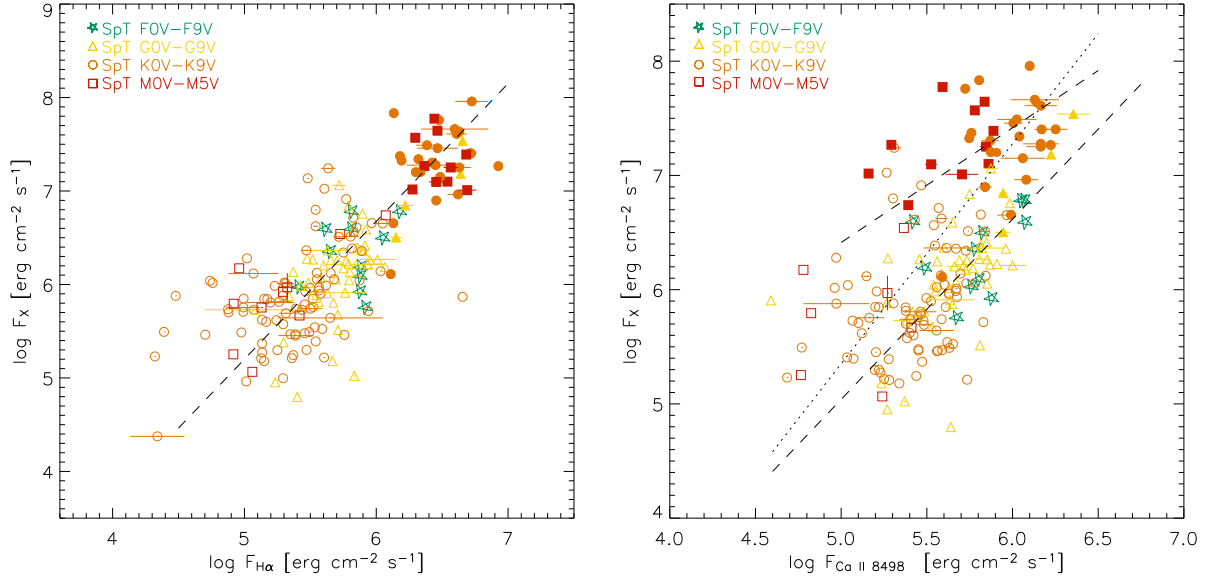 9
8
7
6
5
4
log Fₓ [erg cm⁻² s⁻¹]
SpT F0V−F9V
SpT G0V−G9V
SpT K0V−K9V
SpT M0V−M5V
4
5
6
7
log F_Hα [erg cm⁻² s⁻¹]
8
7
6
5
4
log Fₓ [erg cm⁻² s⁻¹]
SpT F0V−F9V
SpT G0V−G9V
SpT K0V−K9V
SpT M0V−M5V
4.0
4.5
5.0
5.5
6.0
6.5
7.0
log F_Ca II 8498 [erg cm⁻² s⁻¹]